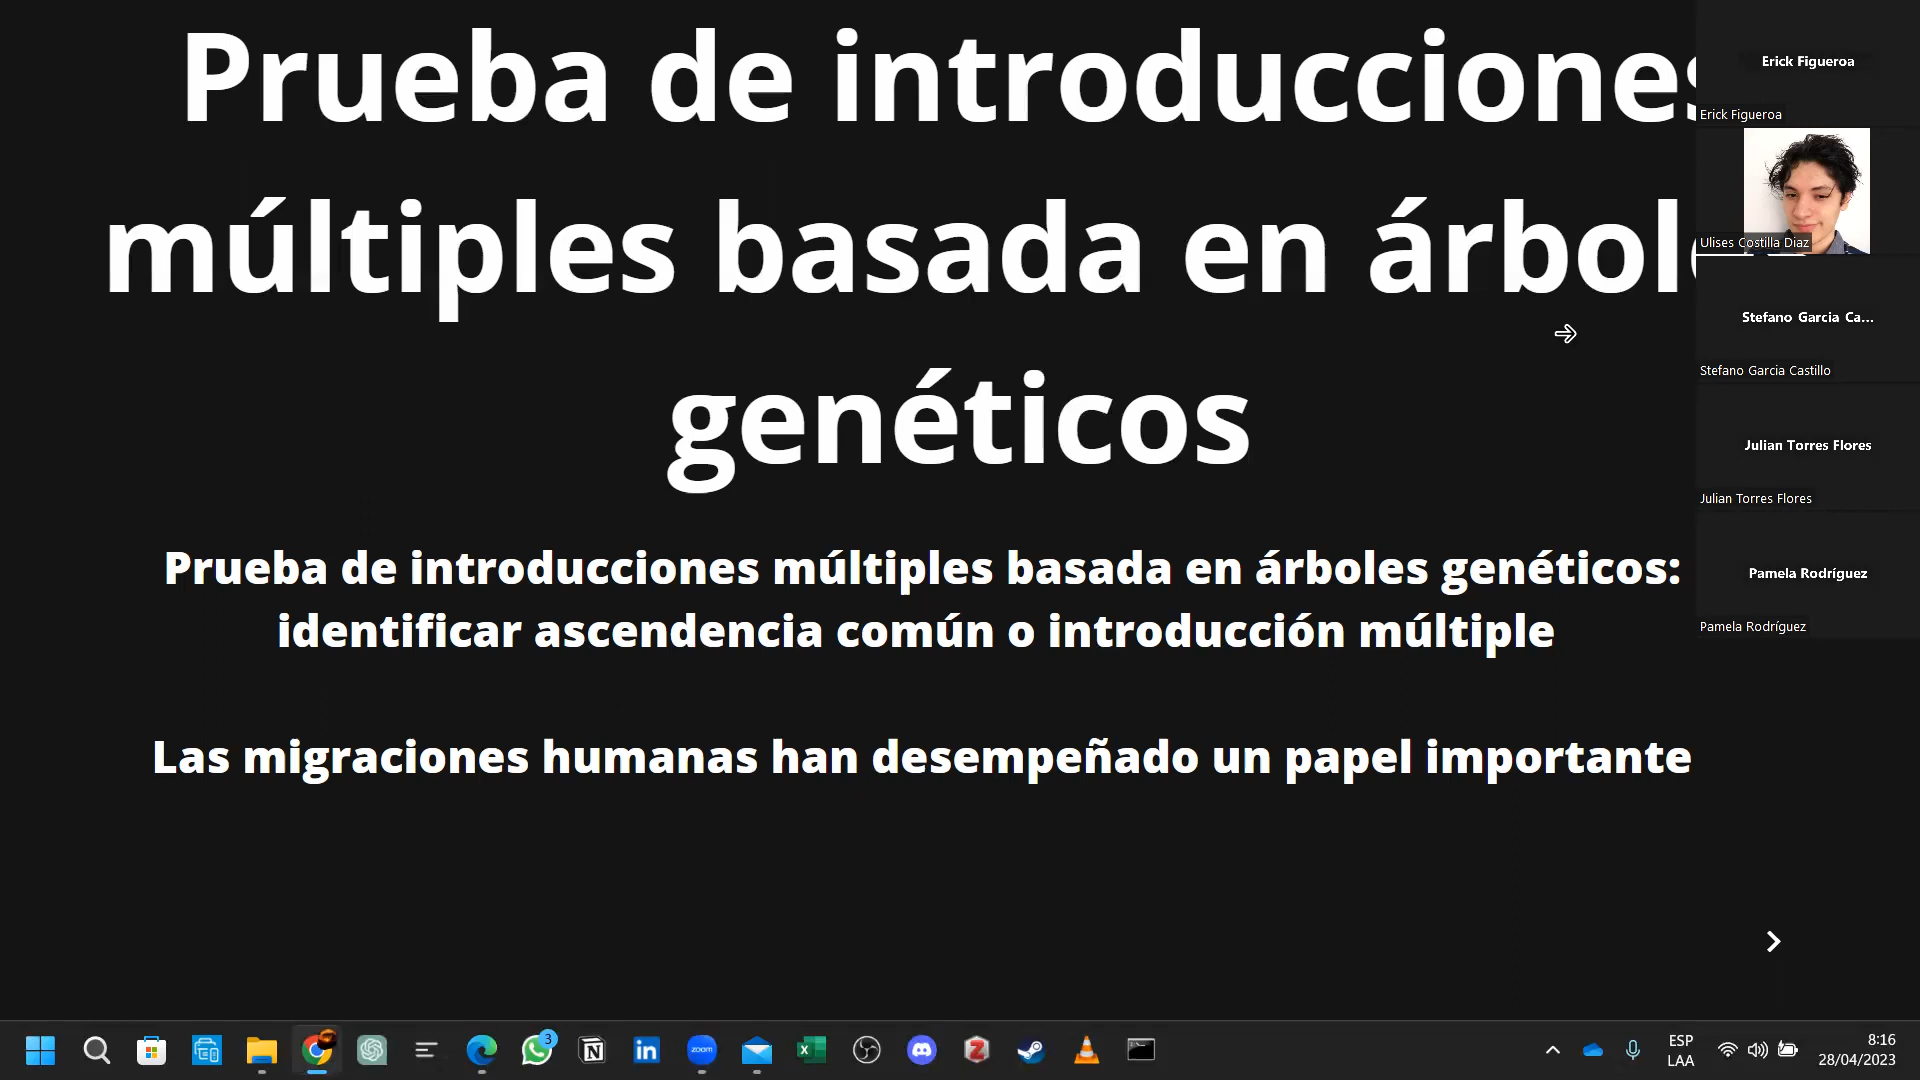 Prueba de introducciones
múltiples basada en árbole
genéticos
Prueba de introducciones múltiples basada en árboles genéticos:
identificar ascendencia común o introducción múltiple
Las migraciones humanas han desempeñado un papel importante
Erick Figueroa
Erick Figueroa
Ulises Costilla Diaz
Stefano Garcia Ca...
Stefano Garcia Castillo
Julian Torres Flores
Julian Torres Flores
Pamela Rodríguez
Pamela Rodríguez
3
zoom
ESP
LAA
8:16
28/04/2023